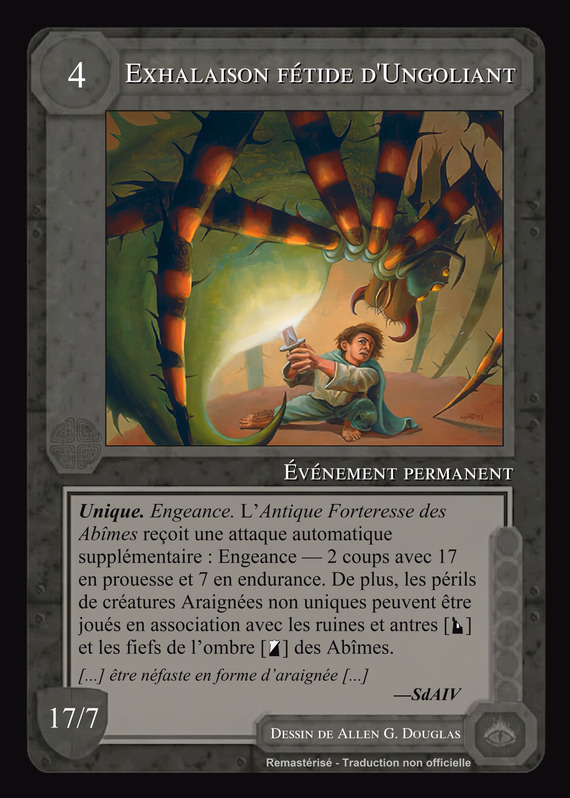 4
Exhalaison fétide d'Ungoliant
Événement permanent
Unique. Engeance. L'Antique Forteresse des
Abîmes reçoit une attaque automatique
supplémentaire : Engeance — 2 coups avec 17
en prouesse et 7 en endurance. De plus, les périls
de créatures Araignées non uniques peuvent être
joués en association avec les ruines et antres []
et les fiefs de l'ombre [] des Abîmes.
[...] être néfaste en forme d'araignée [...]
—SdAIV
17/7
Dessin de Allen G. Douglas
Remastérisé - Traduction non officielle